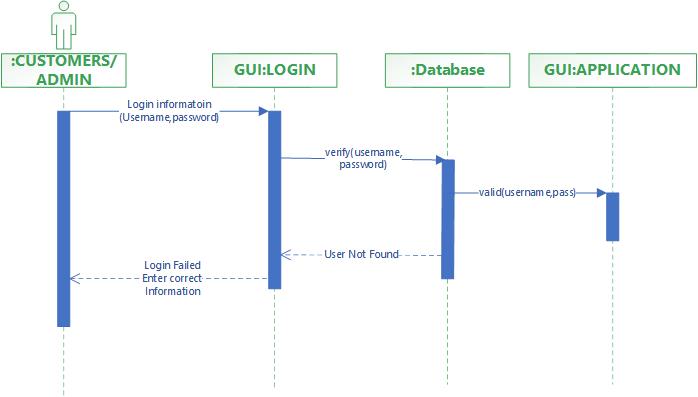 :CUSTOMERS/
ADMIN
GUI:LOGIN
:Database
GUI:APPLICATION
Login informatoin
(Username,password)
verify(username,
password)
valid(username,pass)
User Not Found
Login Failed
Enter correct
Information